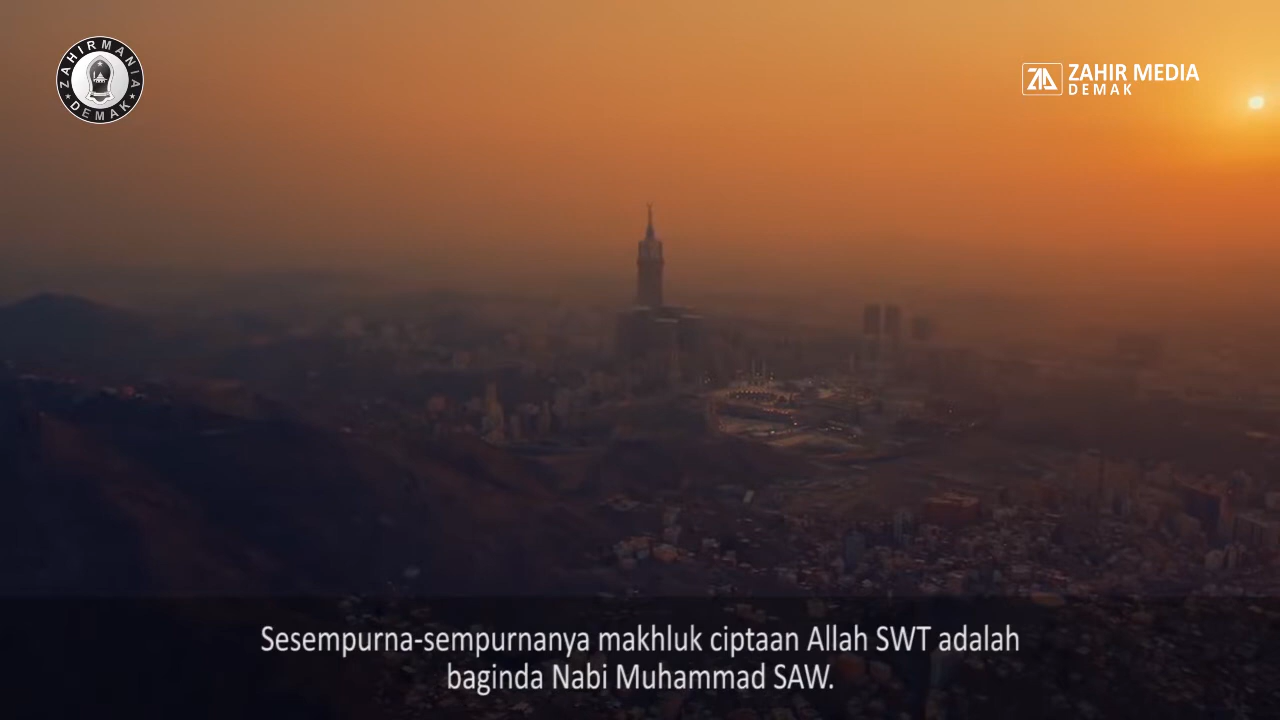 ZAHIRMANIA
DEMAK
ZAHIR MEDIA
DEMAK
Sesempurna-sempurnanya makhluk ciptaan Allah SWT adalah
baginda Nabi Muhammad SAW.